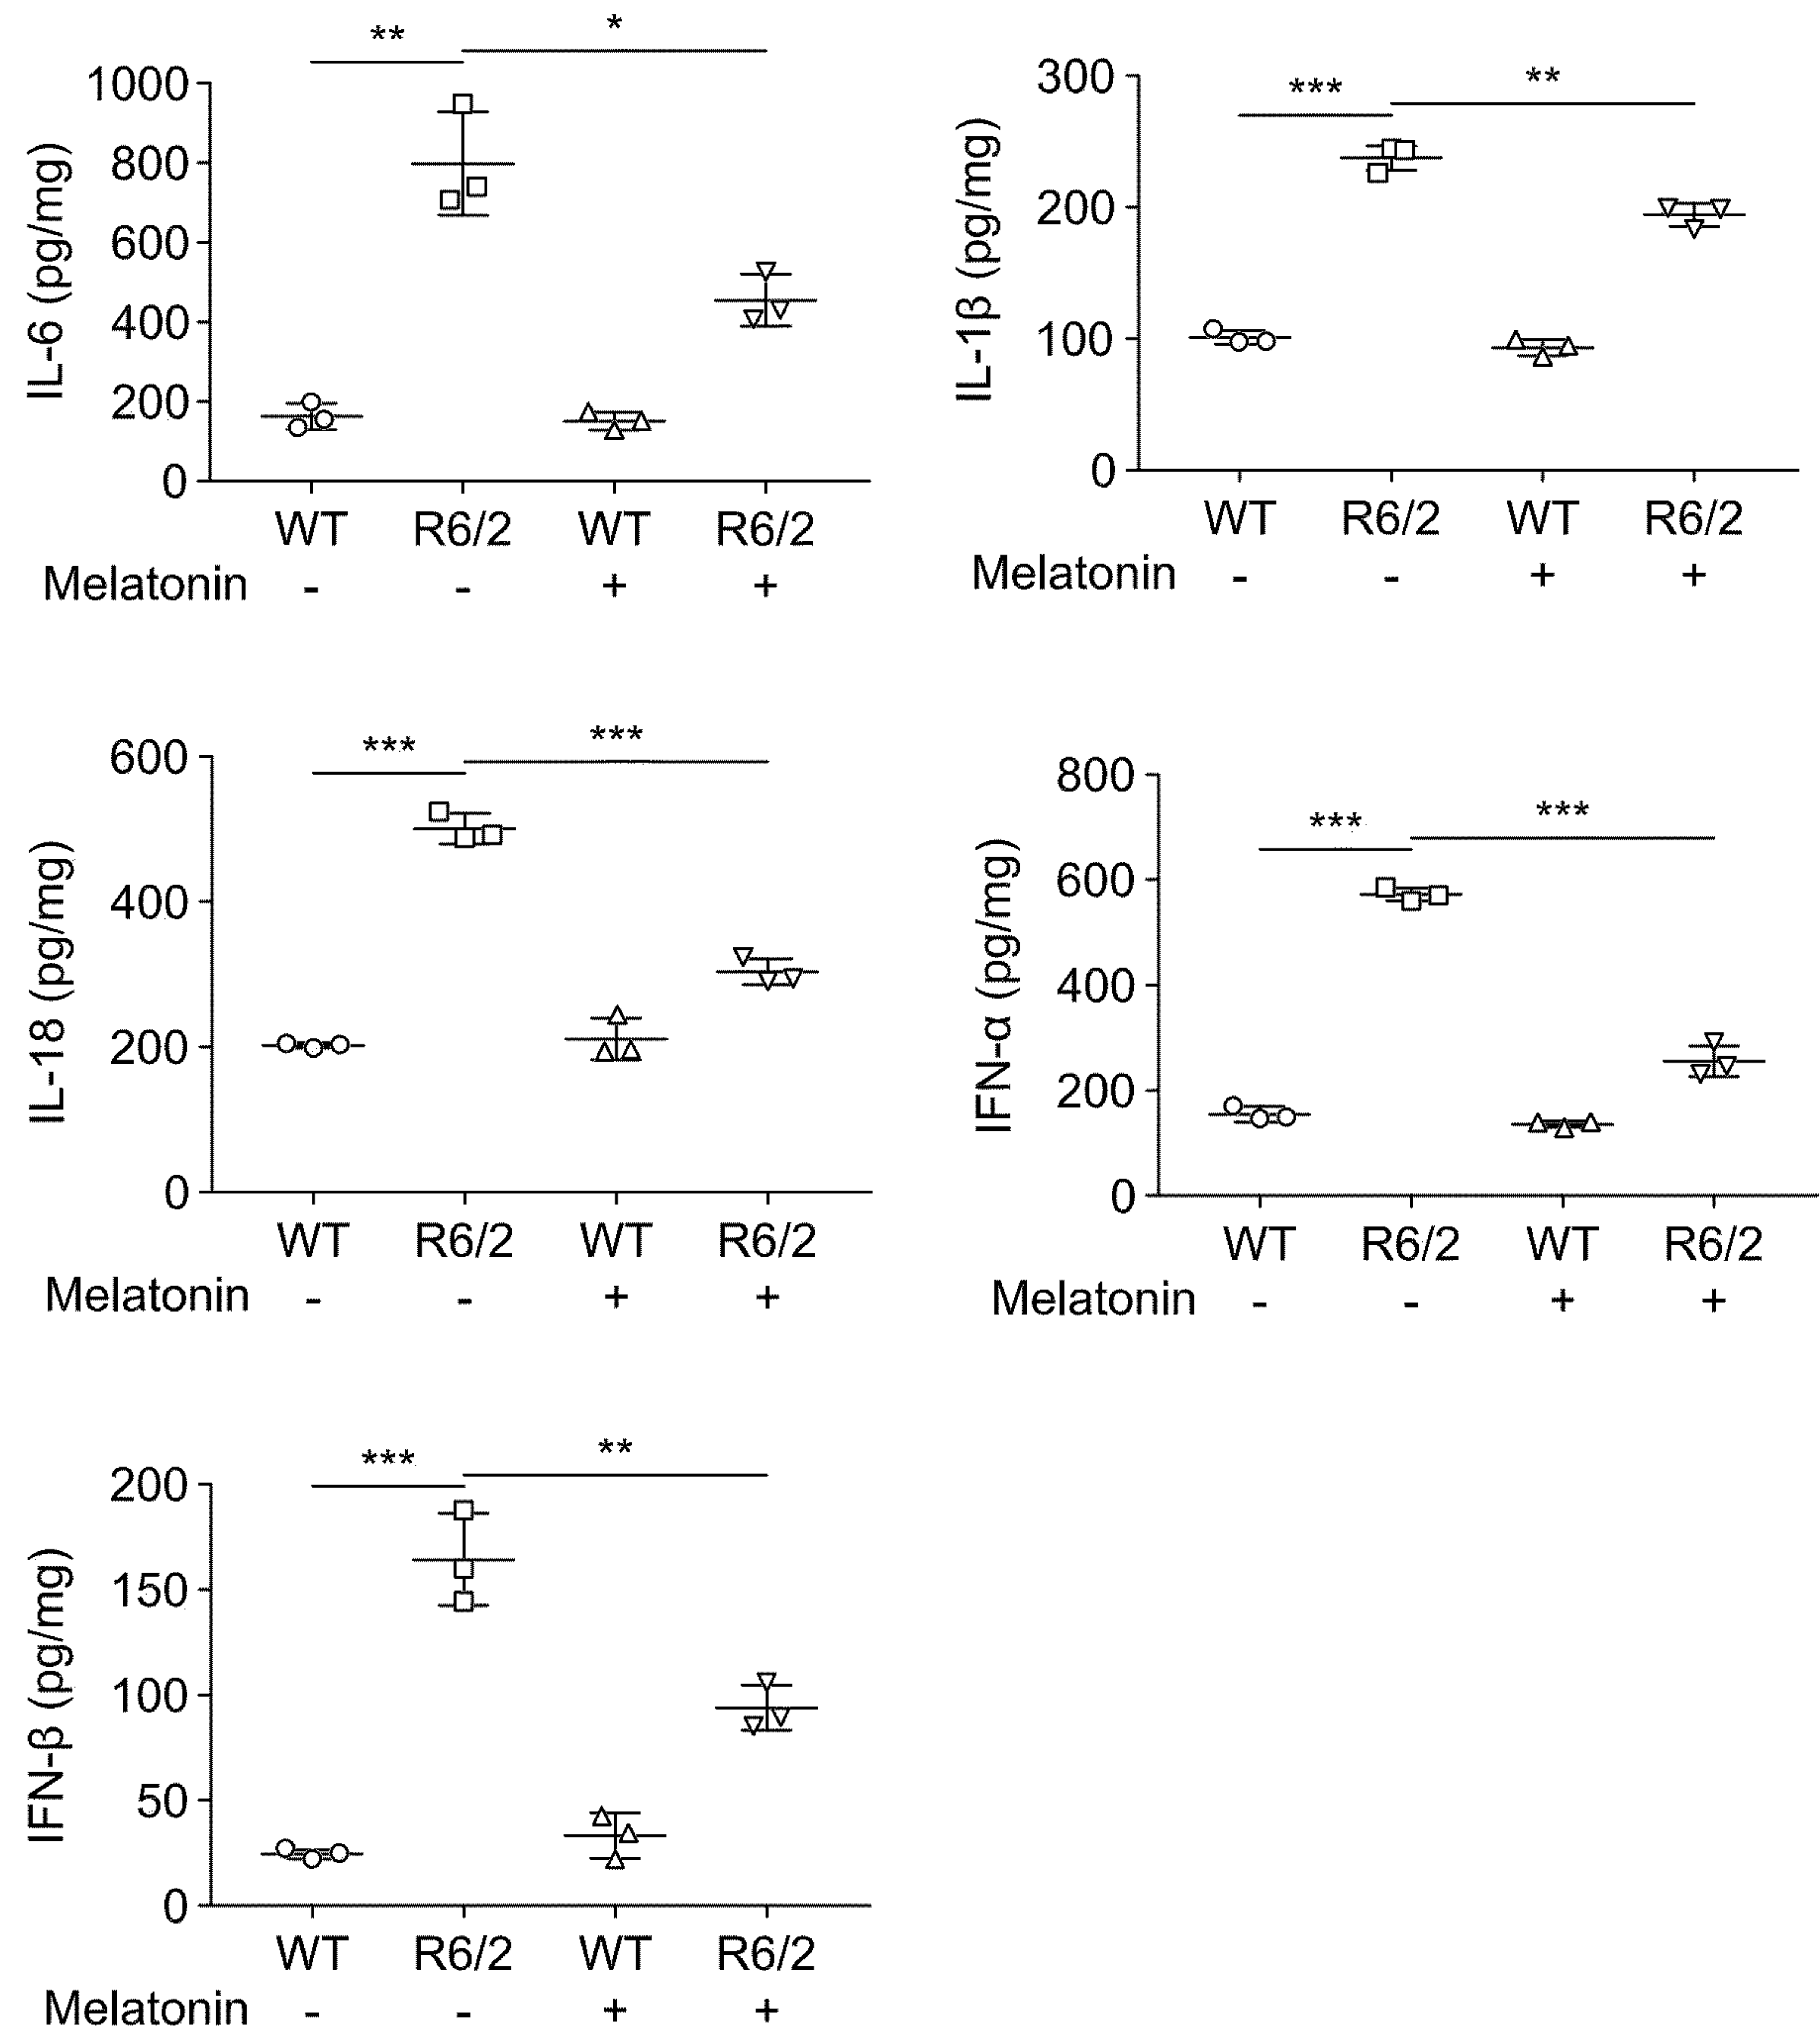 ** *
IL-6 (pg/mg)
1000
800
600
400
200
0
WT R6/2 WT R6/2
Melatonin - - + +
*** **
IL-1β (pg/mg)
300
200
100
0
WT R6/2 WT R6/2
Melatonin - - + +
*** ***
IL-18 (pg/mg)
600
400
200
0
WT R6/2 WT R6/2
Melatonin - - + +
*** ***
IFN-α (pg/mg)
800
600
400
200
0
WT R6/2 WT R6/2
Melatonin - - + +
*** **
IFN-β (pg/mg)
200
150
100
50
0
WT R6/2 WT R6/2
Melatonin - - + +